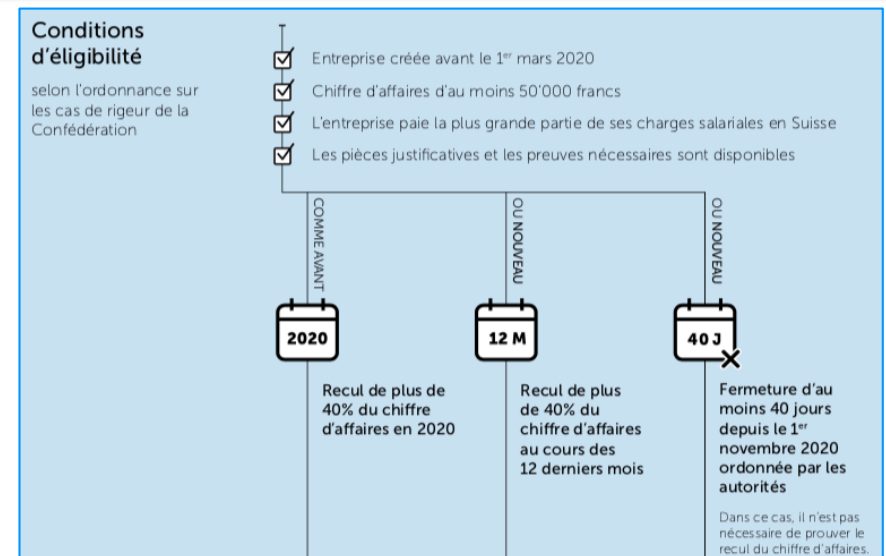 Conditions
d'éligibilité
selon l'ordonnance sur
les cas de rigeur de la
Confédération
Entreprise créée avant le 1er mars 2020
Chiffre d'affaires d'au moins 50'000 francs
L'entreprise paie la plus grande partie de ses charges salariales en Suisse
Les pièces justificatives et les preuves nécessaires sont disponibles
COMME AVANT
2020
Recul de plus de
40% du chiffre
d'affaires en 2020
OU NOUVEAU
12 M
Recul de plus
de 40% du
chiffre d'affaires
au cours des
12 derniers mois
OU NOUVEAU
40 J
Fermeture d'au
moins 40 jours
depuis le 1er
novembre 2020
ordonnée par les
autorités
Dans ce cas, il n'est pas
nécessaire de prouver le
recul du chiffre d'affaires.